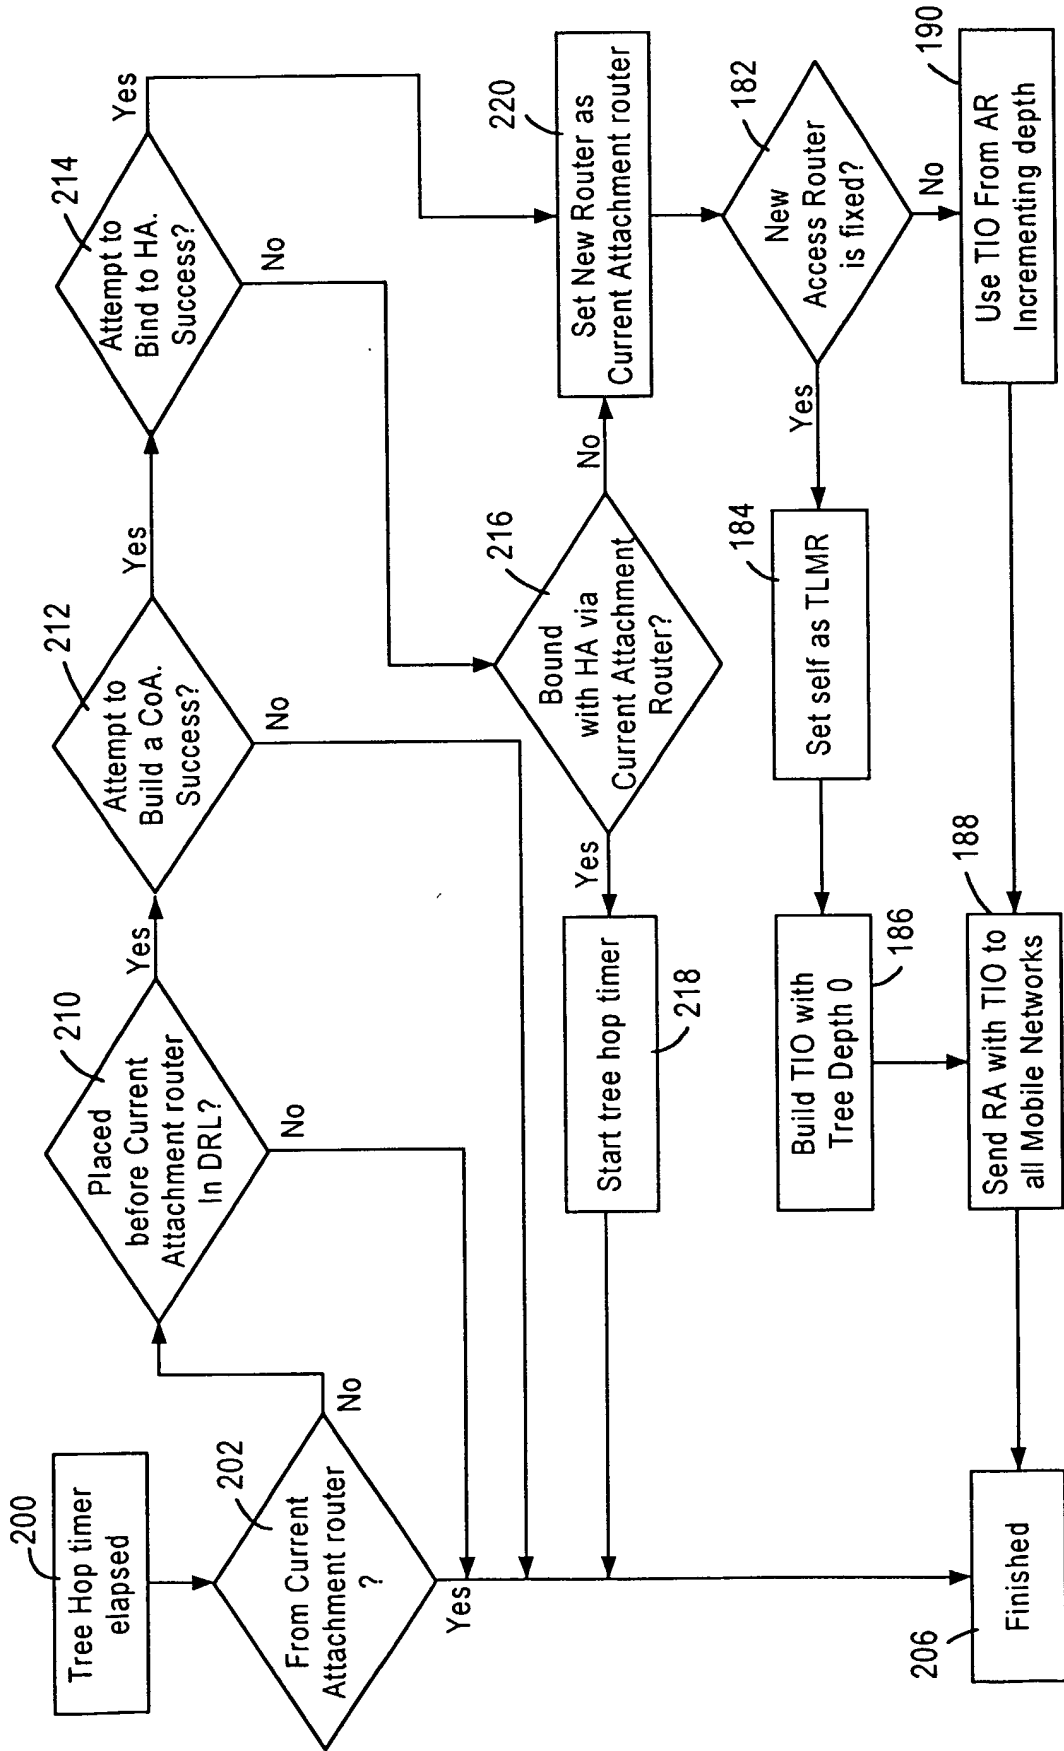 200
Tree Hop timer
elapsed
202
From Current
Attachment router
?
No
Yes
210
Placed
before Current
Attachment router
In DRL?
Yes
No
212
Attempt to
Build a CoA.
Success?
Yes
No
214
Attempt to
Bind to HA.
Success?
Yes
No
216
Bound
with HA via
Current Attachment
Router?
Yes
No
218
Start tree hop timer
220
Set New Router as
Current Attachment router
182
New
Access Router
is fixed?
Yes
No
184
Set self as TLMR
186
Build TIO with
Tree Depth 0
188
Send RA with TIO to
all Mobile Networks
190
Use TIO From AR
Incrementing depth
206
Finished